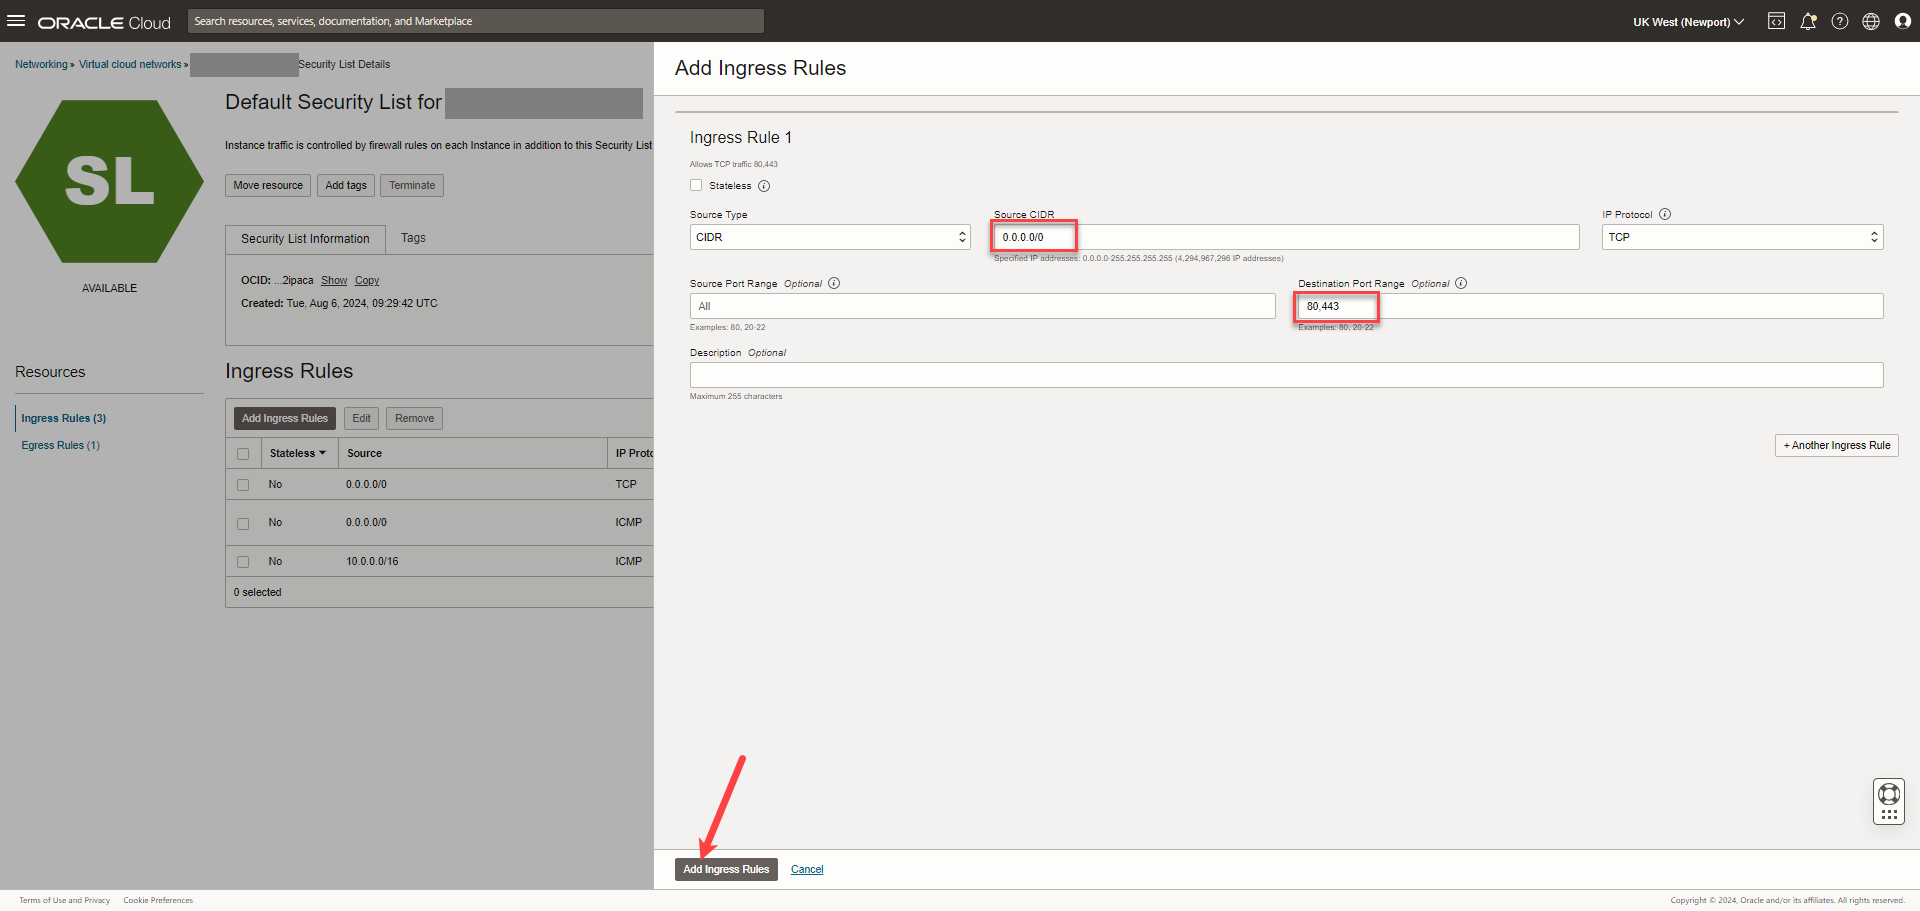 ORACLE Cloud
Search resources, services, documentation, and Marketplace
UK West (Newport)
Networking » Virtual cloud networks » Security List Details
SL
AVAILABLE
Default Security List for
Instance traffic is controlled by firewall rules on each Instance in addition to this Security List
Move resource
Add tags
Terminate
Security List Information
Tags
OCID: ...2ipaca Show Copy
Created: Tue, Aug 6, 2024, 09:29:42 UTC
Resources
Ingress Rules (3)
Egress Rules (1)
Ingress Rules
Add Ingress Rules
Edit
Remove
Stateless Source IP Proto
No 0.0.0.0/0 TCP
No 0.0.0.0/0 ICMP
No 10.0.0.0/16 ICMP
0 selected
Add Ingress Rules
Ingress Rule 1
Allows TCP traffic 80,443
Stateless
Source Type
CIDR
Source CIDR
0.0.0.0/0
Specified IP addresses: 0.0.0.0-255.255.255.255 (4,294,967,296 IP addresses)
IP Protocol
TCP
Source Port Range Optional
All
Examples: 80, 20-22
Destination Port Range Optional
80,443
Examples: 80, 20-22
Description Optional
Maximum 255 characters
+ Another Ingress Rule
Add Ingress Rules
Cancel
Terms of Use and Privacy
Cookie Preferences
Copyright © 2024, Oracle and/or its affiliates. All rights reserved.